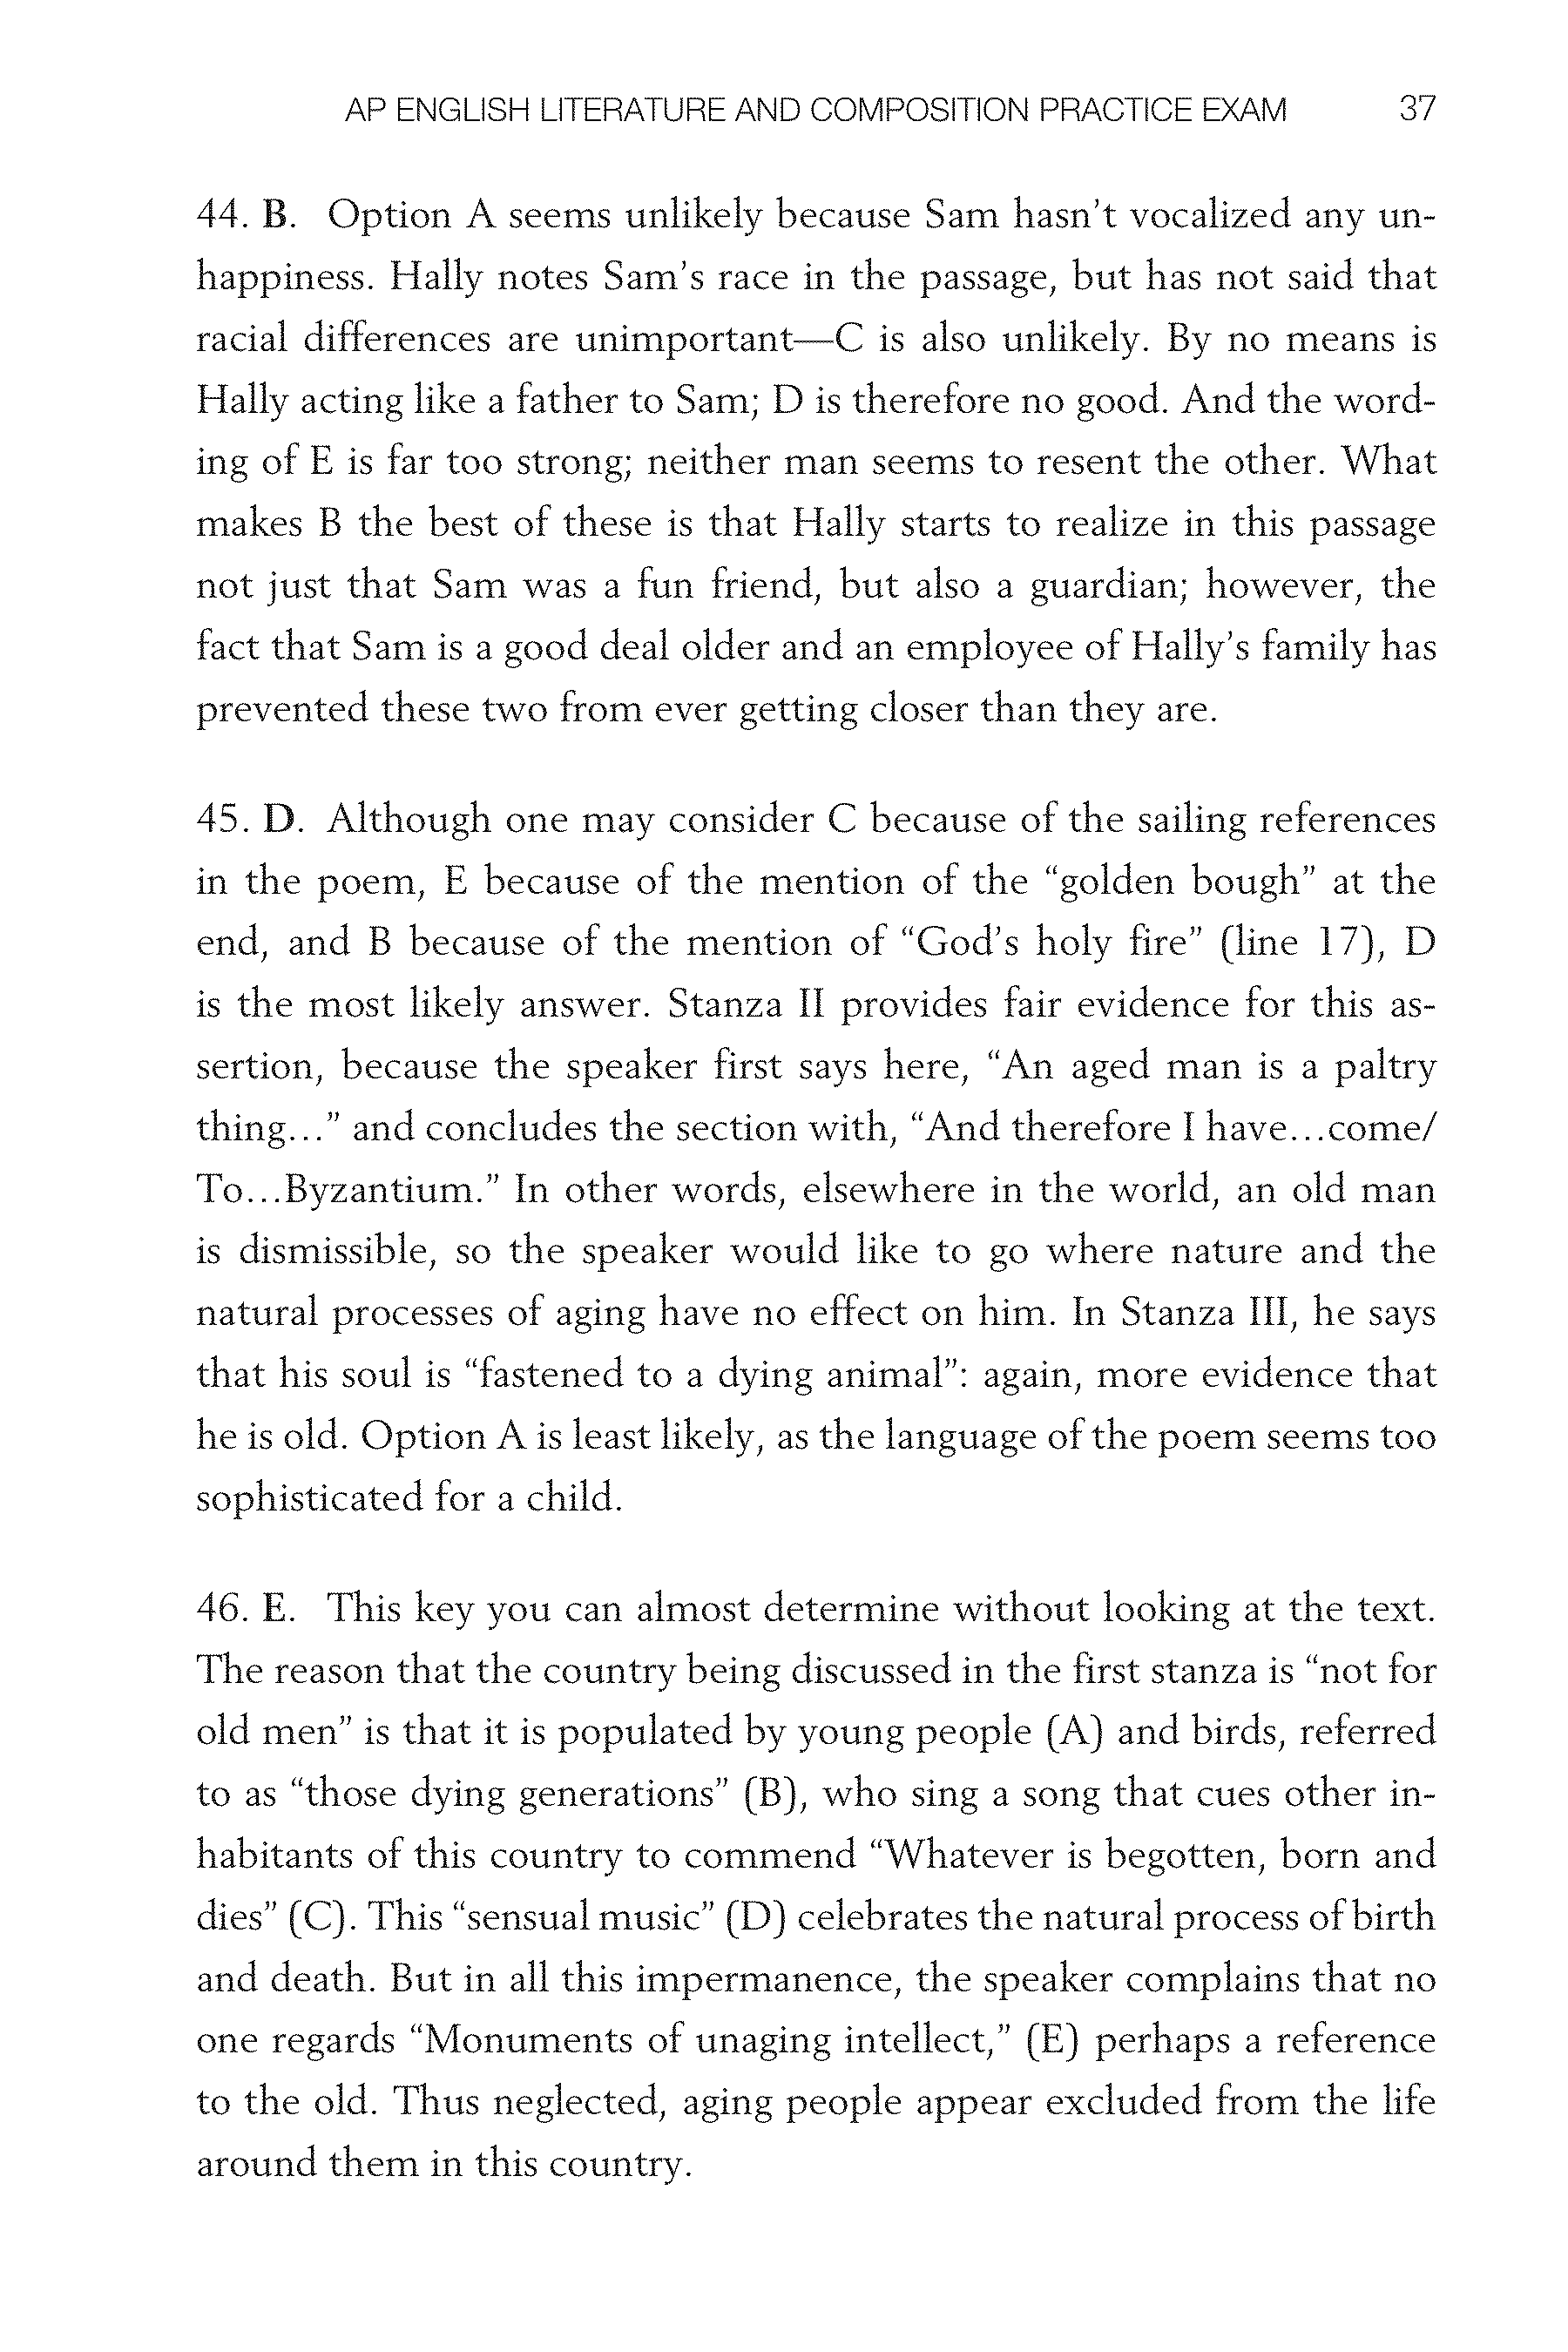 AP ENGLISH LITERATURE AND COMPOSITION PRACTICE EXAM 37
44. B. Option A seems unlikely because Sam hasn’t vocalized any un-
happiness. Hally notes Sam’s race in the passage, but has not said that
racial differences are unimportant—C is also unlikely. By no means is
Hally acting like a father to Sam; D is therefore no good. And the word-
ing of E is far too strong; neither man seems to resent the other. What
makes B the best of these is that Hally starts to realize in this passage
not just that Sam was a fun friend, but also a guardian; however, the
fact that Sam is a good deal older and an employee of Hally’s family has
prevented these two from ever getting closer than they are.
45. D. Although one may consider C because of the sailing references
in the poem, E because of the mention of the “golden bough” at the
end, and B because of the mention of “God’s holy fire” (line 17), D
is the most likely answer. Stanza II provides fair evidence for this as-
sertion, because the speaker first says here, “An aged man is a paltry
thing…” and concludes the section with, “And therefore I have…come/
To…Byzantium.” In other words, elsewhere in the world, an old man
is dismissible, so the speaker would like to go where nature and the
natural processes of aging have no effect on him. In Stanza III, he says
that his soul is “fastened to a dying animal”: again, more evidence that
he is old. Option A is least likely, as the language of the poem seems too
sophisticated for a child.
46. E. This key you can almost determine without looking at the text.
The reason that the country being discussed in the first stanza is “not for
old men” is that it is populated by young people (A) and birds, referred
to as “those dying generations” (B), who sing a song that cues other in-
habitants of this country to commend “Whatever is begotten, born and
dies” (C). This “sensual music” (D) celebrates the natural process of birth
and death. But in all this impermanence, the speaker complains that no
one regards “Monuments of unaging intellect,” (E) perhaps a reference
to the old. Thus neglected, aging people appear excluded from the life
around them in this country.